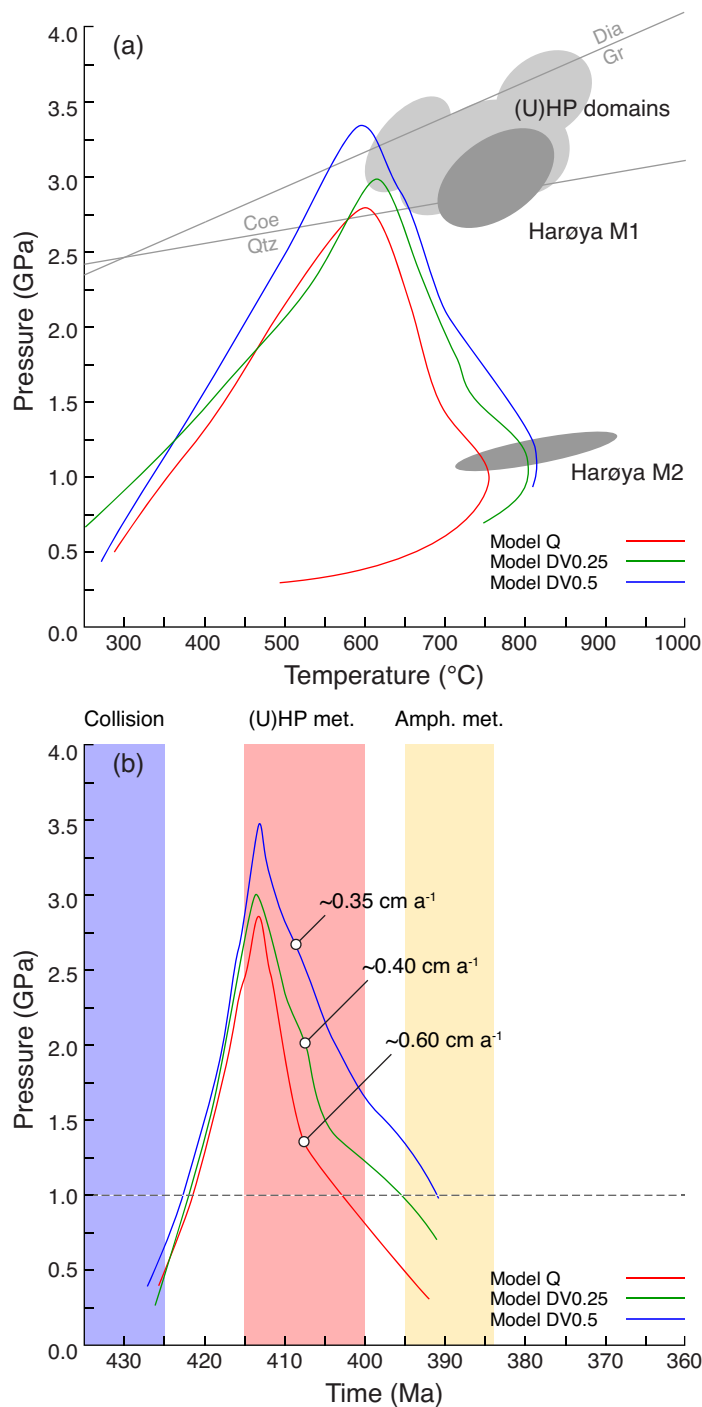 (a)
4.0
3.5
3.0
2.5
2.0
1.5
1.0
0.5
0.0
Pressure (GPa)
Dia
Gr
(U)HP domains
Coe
Qtz
Harøya M1
Harøya M2
Model Q
Model DV0.25
Model DV0.5
300 400 500 600 700 800 900 1000
Temperature (°C)
Collision (U)HP met. Amph. met.
(b)
4.0
3.5
3.0
2.5
2.0
1.5
1.0
0.5
0.0
Pressure (GPa)
~0.35 cm a⁻¹
~0.40 cm a⁻¹
~0.60 cm a⁻¹
Model Q
Model DV0.25
Model DV0.5
430 420 410 400 390 380 370 360
Time (Ma)